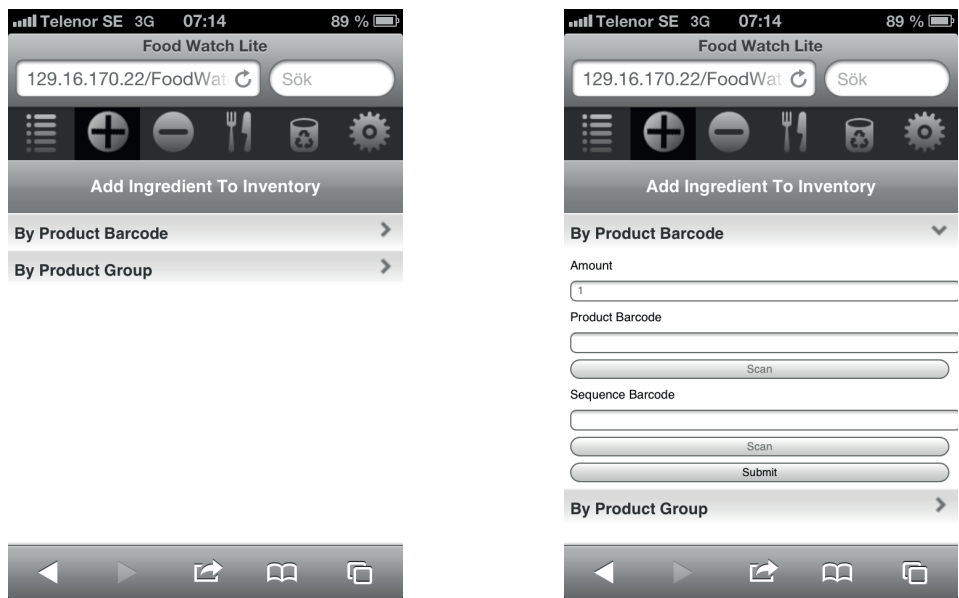 Telenor SE 3G 07:14 89 %
Food Watch Lite
129.16.170.22/FoodWat Sök
Add Ingredient To Inventory
By Product Barcode
By Product Group
Telenor SE 3G 07:14 89 %
Food Watch Lite
129.16.170.22/FoodWat Sök
Add Ingredient To Inventory
By Product Barcode
Amount
1
Product Barcode
Scan
Sequence Barcode
Scan
Submit
By Product Group